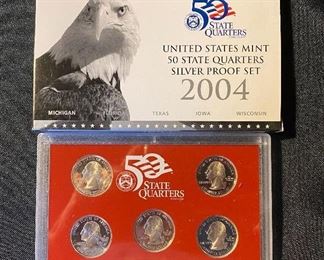 50
STATE
QUARTERS
UNITED STATES MINT
50 STATE QUARTERS
SILVER PROOF SET
2004
MICHIGAN FLORIDA TEXAS IOWA WISCONSIN
50
STATE
QUARTERS